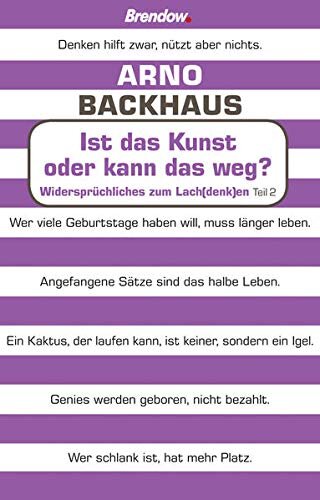 Brendow.
Denken hilft zwar, nützt aber nichts.
ARNO
BACKHAUS
Ist das Kunst
oder kann das weg?
Widersprüchliches zum Lach(denk)en Teil 2
Wer viele Geburtstage haben will, muss länger leben.
Angefangene Sätze sind das halbe Leben.
Ein Kaktus, der laufen kann, ist keiner, sondern ein Igel.
Genies werden geboren, nicht bezahlt.
Wer schlank ist, hat mehr Platz.